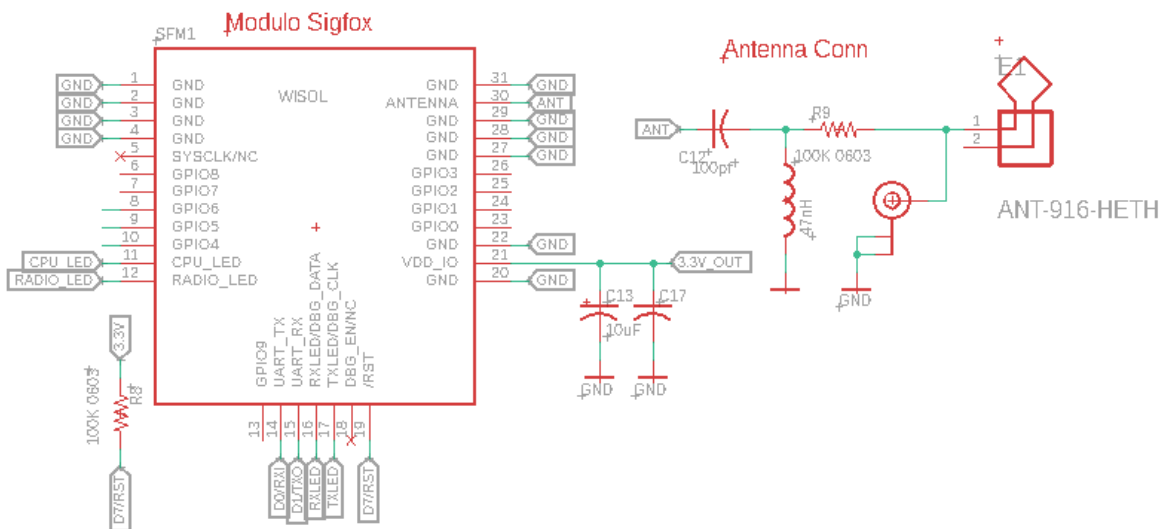 Modulo Sigfox
SFM1
WISOL
GND 1 GND
GND 2 GND
GND 3 GND
GND 4 GND
5 SYSCLK/NC
6 GPIO8
7 GPIO7
8 GPIO6
9 GPIO5
10 GPIO4
CPU_LED 11 CPU_LED
RADIO_LED 12 RADIO_LED
GND 31 GND
ANTENNA 30 ANT
GND 29 GND
GND 28 GND
GND 27 GND
GPIO3 26
GPIO2 25
GPIO1 24
GPIO0 23
GND 22 GND
VDD_IO 21 3.3V_OUT
GND 20 GND
GPIO9 13
UART_TX 14 D0/RXI
UART_RX 15 D1/TXO
RXLED/DBG_DATA 16 RXLED
TXLED/DBG_CLK 17 TXLED
DBG_EN/NC 18
/RST 19 D7/RST
3.3V
R8
100K 0603
D7/RST
C13
10uF
GND
C17
GND
Antenna Conn
ANT
C12
100pf
R9
100K 0603
47nH
GND
E1
1
2
ANT-916-HETH